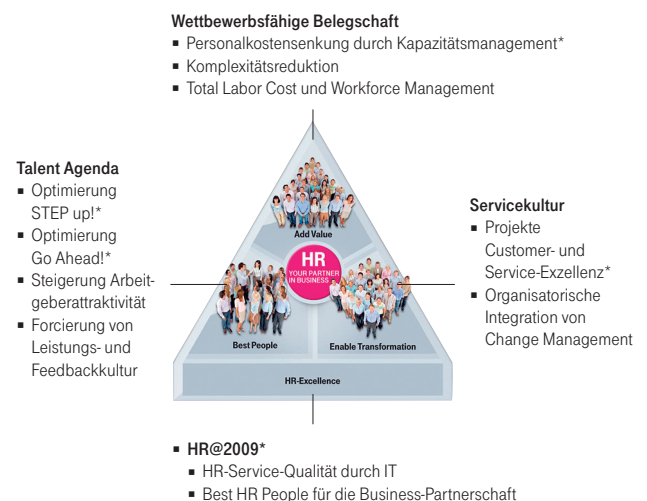 Wettbewerbsfähige Belegschaft
▪ Personalkostensenkung durch Kapazitätsmanagement*
▪ Komplexitätsreduktion
▪ Total Labor Cost und Workforce Management
Talent Agenda
▪ Optimierung
STEP up!*
▪ Optimierung
Go Ahead!*
▪ Steigerung Arbeit-
geberattraktivität
▪ Forcierung von
Leistungs- und
Feedbackkultur
Add Value
HR
YOUR PARTNER
IN BUSINESS
Best People
Enable Transformation
HR-Excellence
Servicekultur
▪ Projekte
Customer- und
Service-Exzellenz*
▪ Organisatorische
Integration von
Change Management
▪ HR@2009*
▪ HR-Service-Qualität durch IT
▪ Best HR People für die Business-Partnerschaft